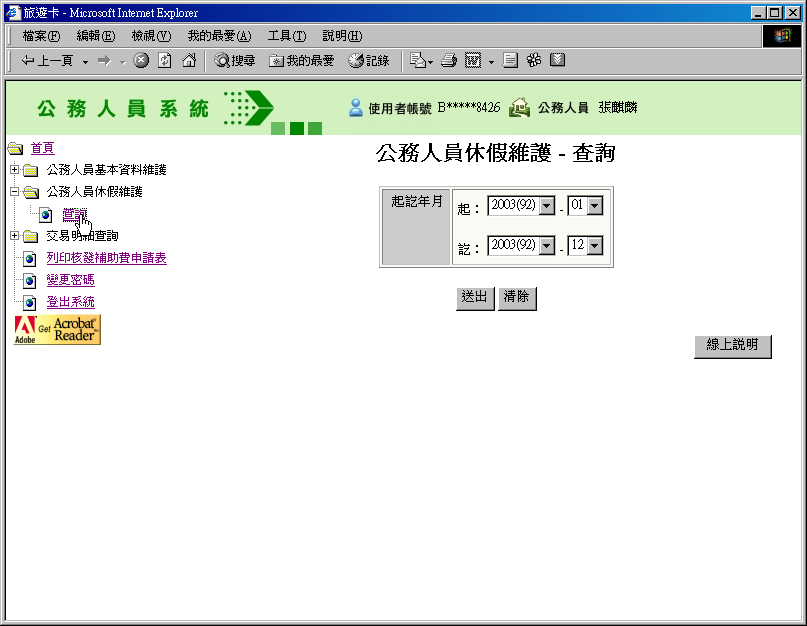 旅遊卡 - Microsoft Internet Explorer
檔案(F) 編輯(E) 檢視(V) 我的最愛(A) 工具(T) 說明(H)
上一頁 搜尋 我的最愛 記錄
公務人員系統 使用者帳號 B*****8426 公務人員 張麒麟
首頁
公務人員基本資料維護
公務人員休假維護
查詢
交易明細查詢
列印核發補助費申請表
變更密碼
登出系統
Adobe Get Acrobat Reader
公務人員休假維護 - 查詢
起訖年月 起： 2003(92) - 01
訖： 2003(92) - 12
送出 清除
線上說明